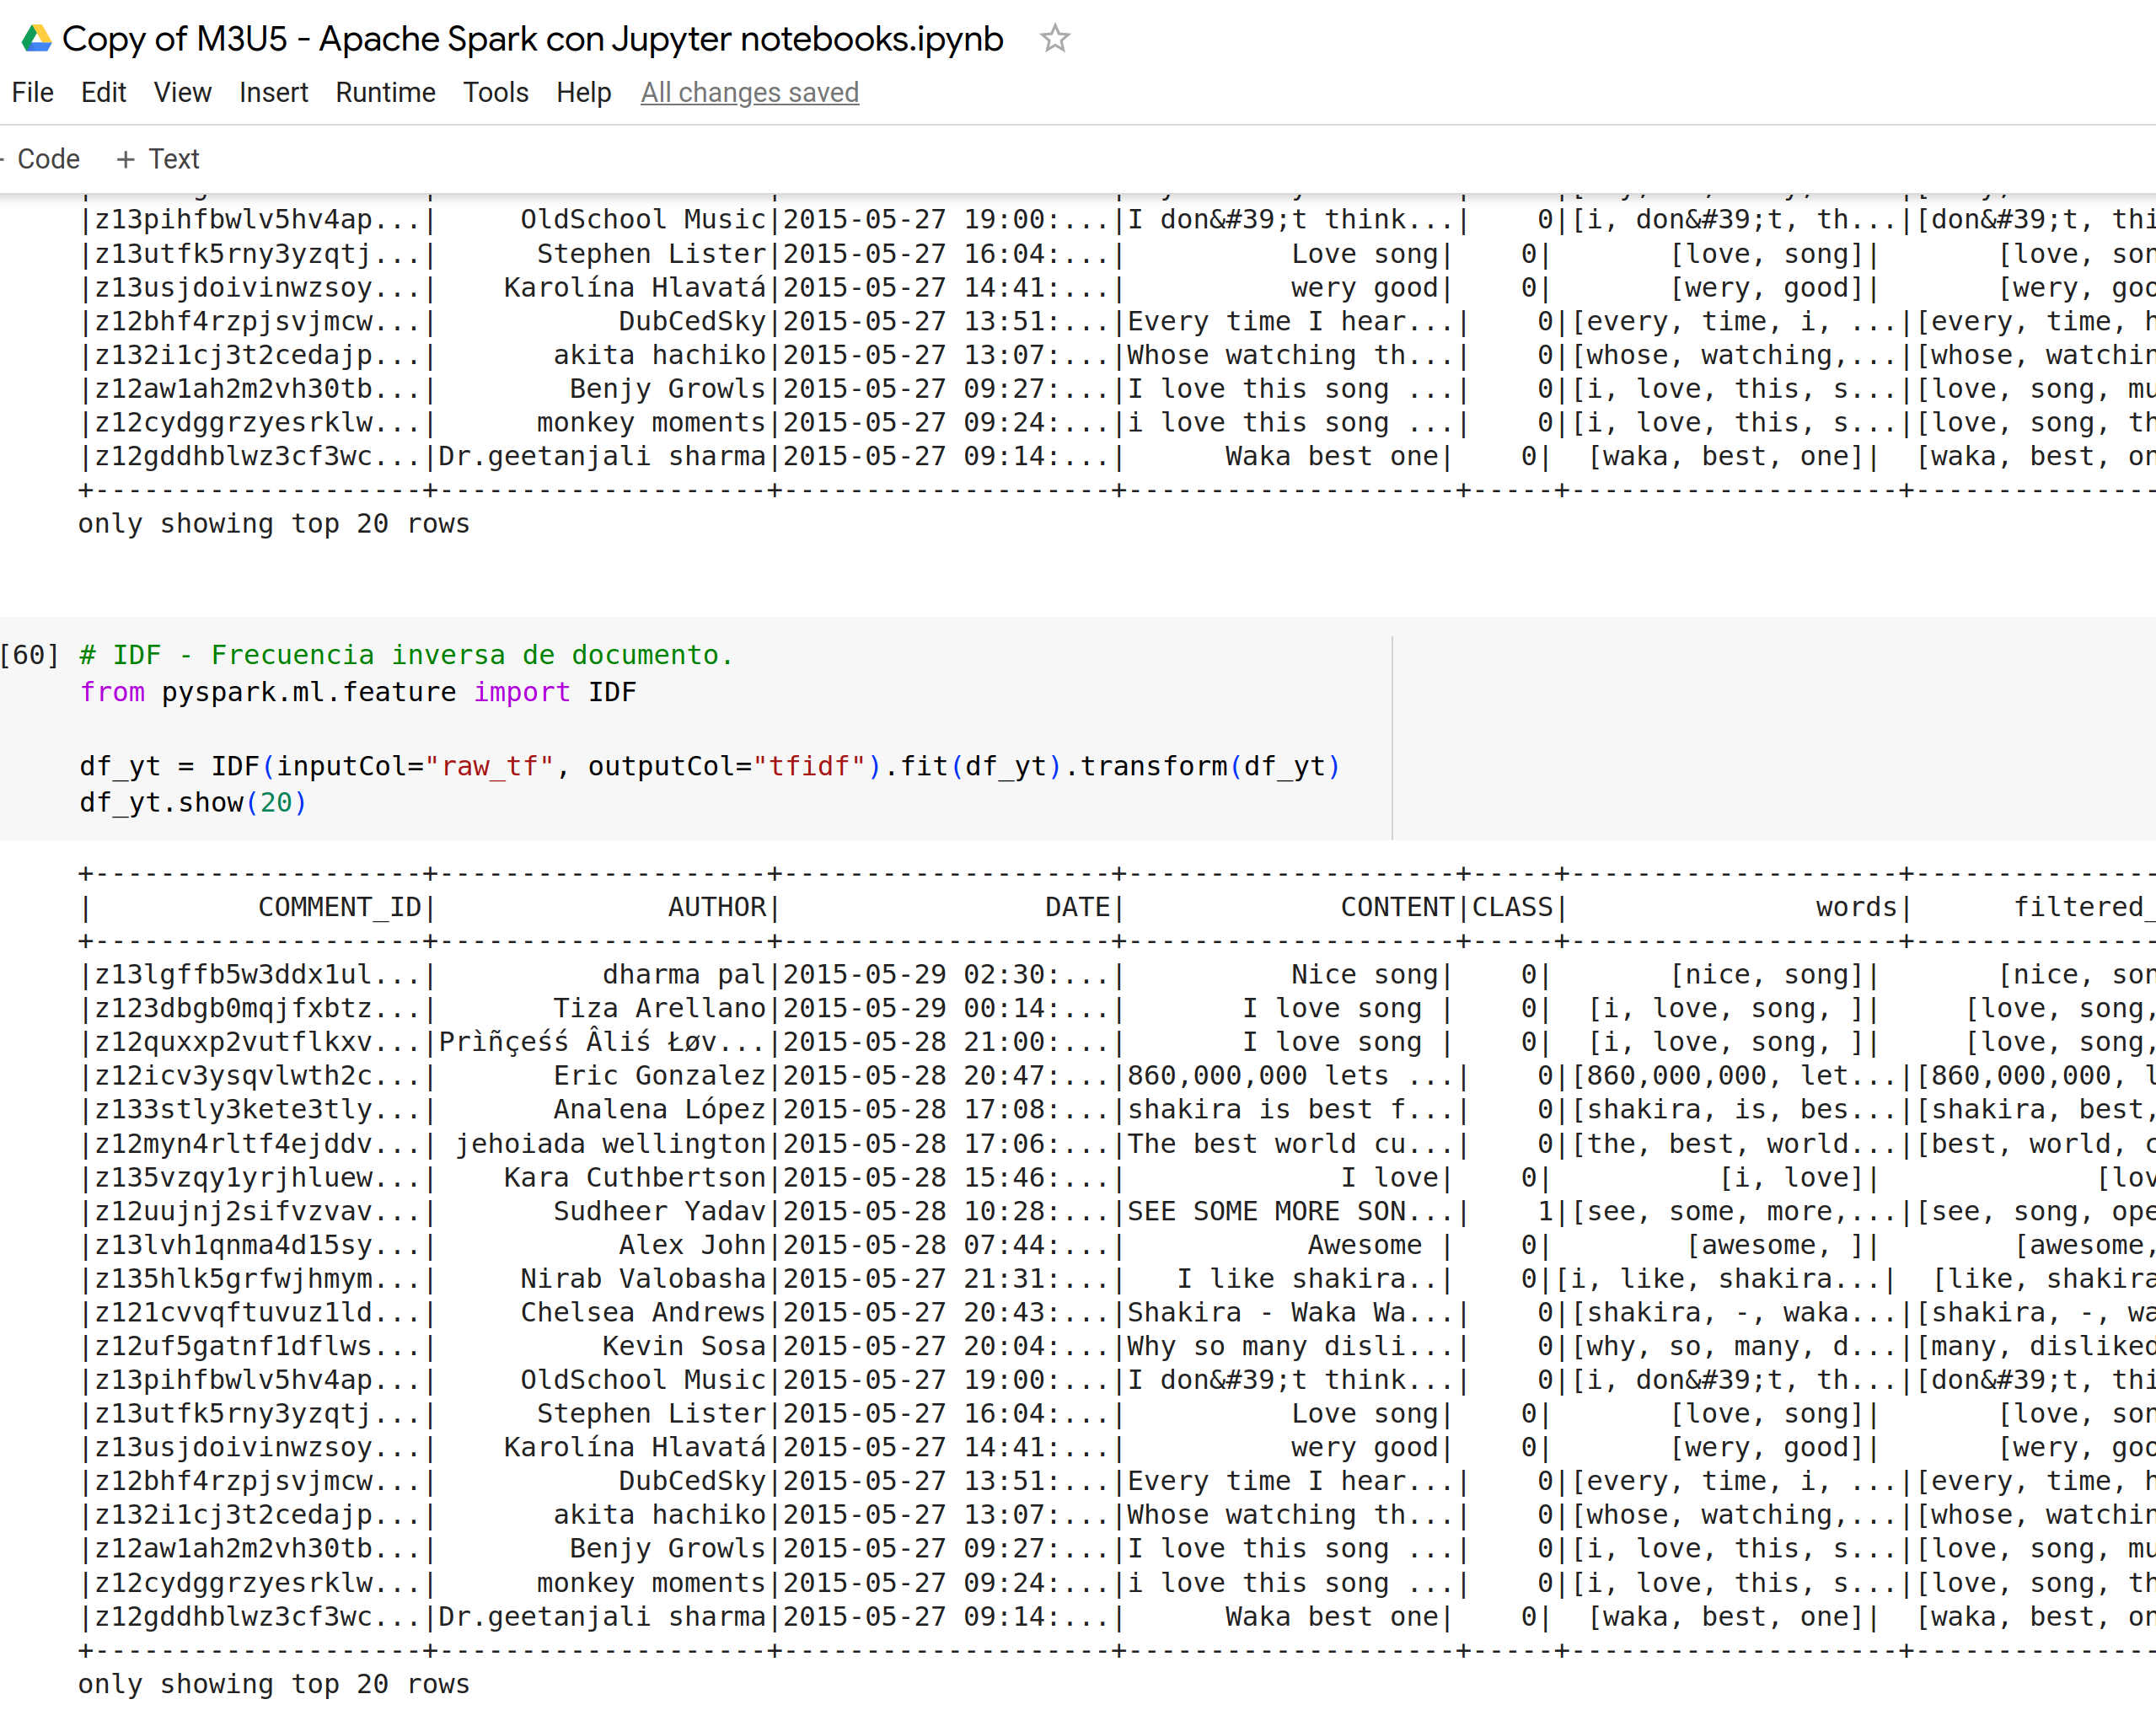 Copy of M3U5 - Apache Spark con Jupyter notebooks.ipynb
File Edit View Insert Runtime Tools Help All changes saved
Code + Text
|z13pihfbwlv5hv4ap...| OldSchool Music|2015-05-27 19:00:...|I don&#39;t think...| 0|[i, don&#39;t, th...|[don&#39;t, thi
|z13utfk5rny3yzqtj...| Stephen Lister|2015-05-27 16:04:...| Love song| 0| [love, song]| [love, son
|z13usjdoivinwzsoy...| Karolína Hlavatá|2015-05-27 14:41:...| wery good| 0| [wery, good]| [wery, goo
|z12bhf4rzpjsvjmcw...| DubCedSky|2015-05-27 13:51:...|Every time I hear...| 0|[every, time, i, ...|[every, time, h
|z132i1cj3t2cedajp...| akita hachiko|2015-05-27 13:07:...|Whose watching th...| 0|[whose, watching,...|[whose, watchin
|z12aw1ah2m2vh30tb...| Benjy Growls|2015-05-27 09:27:...|I love this song ...| 0|[i, love, this, s...|[love, song, mu
|z12cydggrzyesrklw...| monkey moments|2015-05-27 09:24:...|i love this song ...| 0|[i, love, this, s...|[love, song, th
|z12gddhblwz3cf3wc...|Dr.geetanjali sharma|2015-05-27 09:14:...| Waka best one| 0| [waka, best, one]| [waka, best, on
+--------------------+--------------------+--------------------+--------------------+-----+--------------------+---------------
only showing top 20 rows
[60] # IDF - Frecuencia inversa de documento.
from pyspark.ml.feature import IDF
df_yt = IDF(inputCol="raw_tf", outputCol="tfidf").fit(df_yt).transform(df_yt)
df_yt.show(20)
+--------------------+--------------------+--------------------+--------------------+-----+--------------------+---------------
| COMMENT_ID| AUTHOR| DATE| CONTENT|CLASS| words| filtered_
+--------------------+--------------------+--------------------+--------------------+-----+--------------------+---------------
|z13lgffb5w3ddx1ul...| dharma pal|2015-05-29 02:30:...| Nice song| 0| [nice, song]| [nice, son
|z123dbgb0mqjfxbtz...| Tiza Arellano|2015-05-29 00:14:...| I love song | 0| [i, love, song, ]| [love, song,
|z12quxxp2vutflkxv...|Prìñçeśś Âliś Łøv...|2015-05-28 21:00:...| I love song | 0| [i, love, song, ]| [love, song,
|z12icv3ysqvlwth2c...| Eric Gonzalez|2015-05-28 20:47:...|860,000,000 lets ...| 0|[860,000,000, let...|[860,000,000, l
|z133stly3kete3tly...| Analena López|2015-05-28 17:08:...|shakira is best f...| 0|[shakira, is, bes...|[shakira, best,
|z12myn4rltf4ejddv...| jehoiada wellington|2015-05-28 17:06:...|The best world cu...| 0|[the, best, world...|[best, world, c
|z135vzqy1yrjhluew...| Kara Cuthbertson|2015-05-28 15:46:...| I love| 0| [i, love]| [lov
|z12uujnj2sifvzvav...| Sudheer Yadav|2015-05-28 10:28:...|SEE SOME MORE SON...| 1|[see, some, more,...|[see, song, ope
|z13lvh1qnma4d15sy...| Alex John|2015-05-28 07:44:...| Awesome | 0| [awesome, ]| [awesome,
|z135hlk5grfwjhmym...| Nirab Valobasha|2015-05-27 21:31:...| I like shakira..| 0|[i, like, shakira...| [like, shakira
|z121cvvqftuvuz1ld...| Chelsea Andrews|2015-05-27 20:43:...|Shakira - Waka Wa...| 0|[shakira, -, waka...|[shakira, -, wa
|z12uf5gatnf1dflws...| Kevin Sosa|2015-05-27 20:04:...|Why so many disli...| 0|[why, so, many, d...|[many, disliked
|z13pihfbwlv5hv4ap...| OldSchool Music|2015-05-27 19:00:...|I don&#39;t think...| 0|[i, don&#39;t, th...|[don&#39;t, thi
|z13utfk5rny3yzqtj...| Stephen Lister|2015-05-27 16:04:...| Love song| 0| [love, song]| [love, son
|z13usjdoivinwzsoy...| Karolína Hlavatá|2015-05-27 14:41:...| wery good| 0| [wery, good]| [wery, goo
|z12bhf4rzpjsvjmcw...| DubCedSky|2015-05-27 13:51:...|Every time I hear...| 0|[every, time, i, ...|[every, time, h
|z132i1cj3t2cedajp...| akita hachiko|2015-05-27 13:07:...|Whose watching th...| 0|[whose, watching,...|[whose, watchin
|z12aw1ah2m2vh30tb...| Benjy Growls|2015-05-27 09:27:...|I love this song ...| 0|[i, love, this, s...|[love, song, mu
|z12cydggrzyesrklw...| monkey moments|2015-05-27 09:24:...|i love this song ...| 0|[i, love, this, s...|[love, song, th
|z12gddhblwz3cf3wc...|Dr.geetanjali sharma|2015-05-27 09:14:...| Waka best one| 0| [waka, best, one]| [waka, best, on
+--------------------+--------------------+--------------------+--------------------+-----+--------------------+---------------
only showing top 20 rows